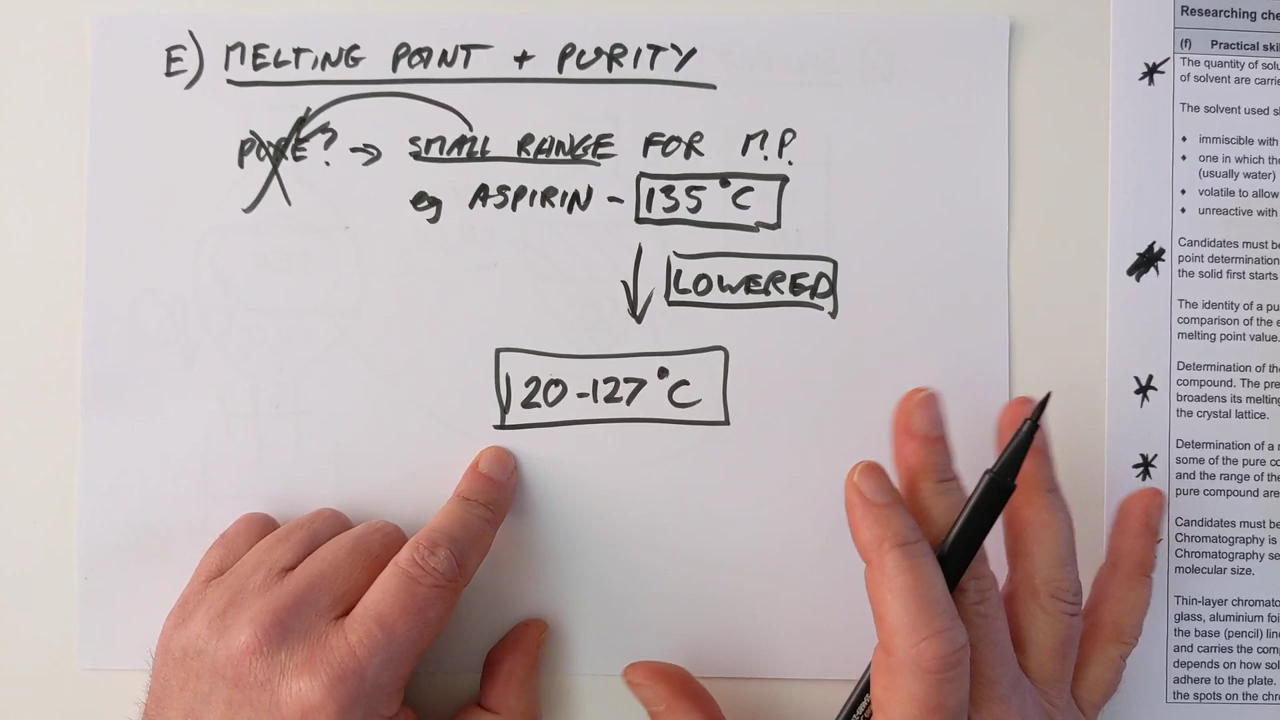 E) MELTING POINT + PURITY
PURE? → SMALL RANGE FOR M.P.
eg ASPIRIN - 135°C
↓ LOWERED
120-127°C
Researching che
(f) Practical skil
The quantity of solu
of solvent are carrie
The solvent used s
♦ immiscible with
♦ one in which the
(usually water)
♦ volatile to allow
♦ unreactive with
Candidates must be
point determination
the solid first starts
The identity of a pu
comparison of the e
melting point value.
Determination of the
compound. The pre
broadens its melting
the crystal lattice.
Determination of a m
some of the pure co
and the range of the
pure compound are
Candidates must be
Chromatography is
Chromatography se
molecular size.
Thin-layer chromato
glass, aluminium foi
the base (pencil) line
and carries the comp
depends on how sol
adhere to the plate.
the spots on the chro